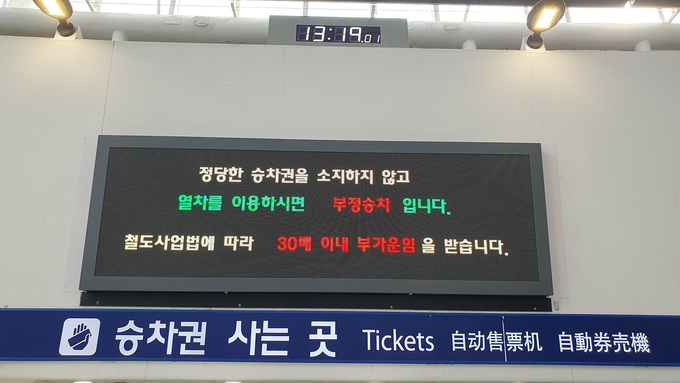 13:19.01
정당한 승차권을 소지하지 않고
열차를 이용하시면 부정승차 입니다.
철도사업법에 따라 30배 이내 부가운임 을 받습니다.
승차권 사는 곳 Tickets 自动售票机 自動券売機